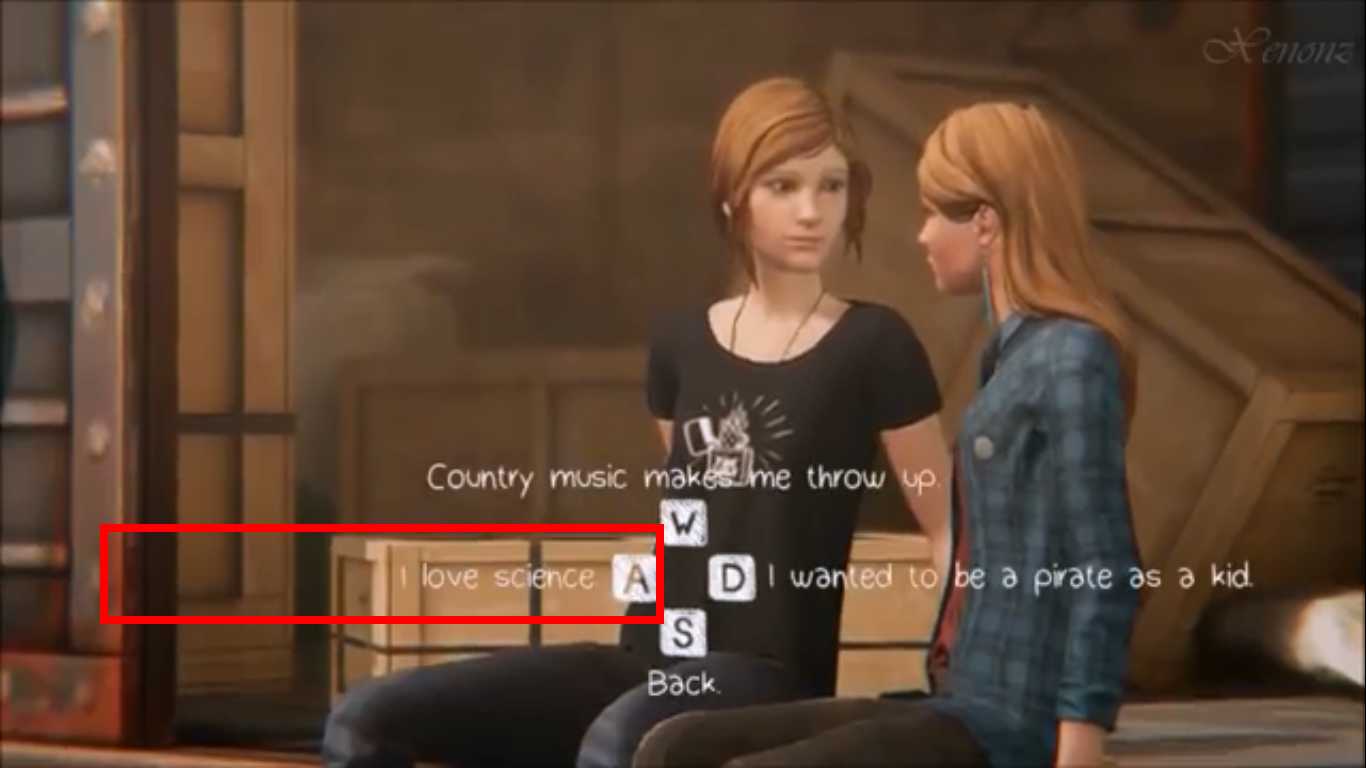 Xenonz
Country music makes me throw up.
W
I love science A D I wanted to be a pirate as a kid.
S
Back.